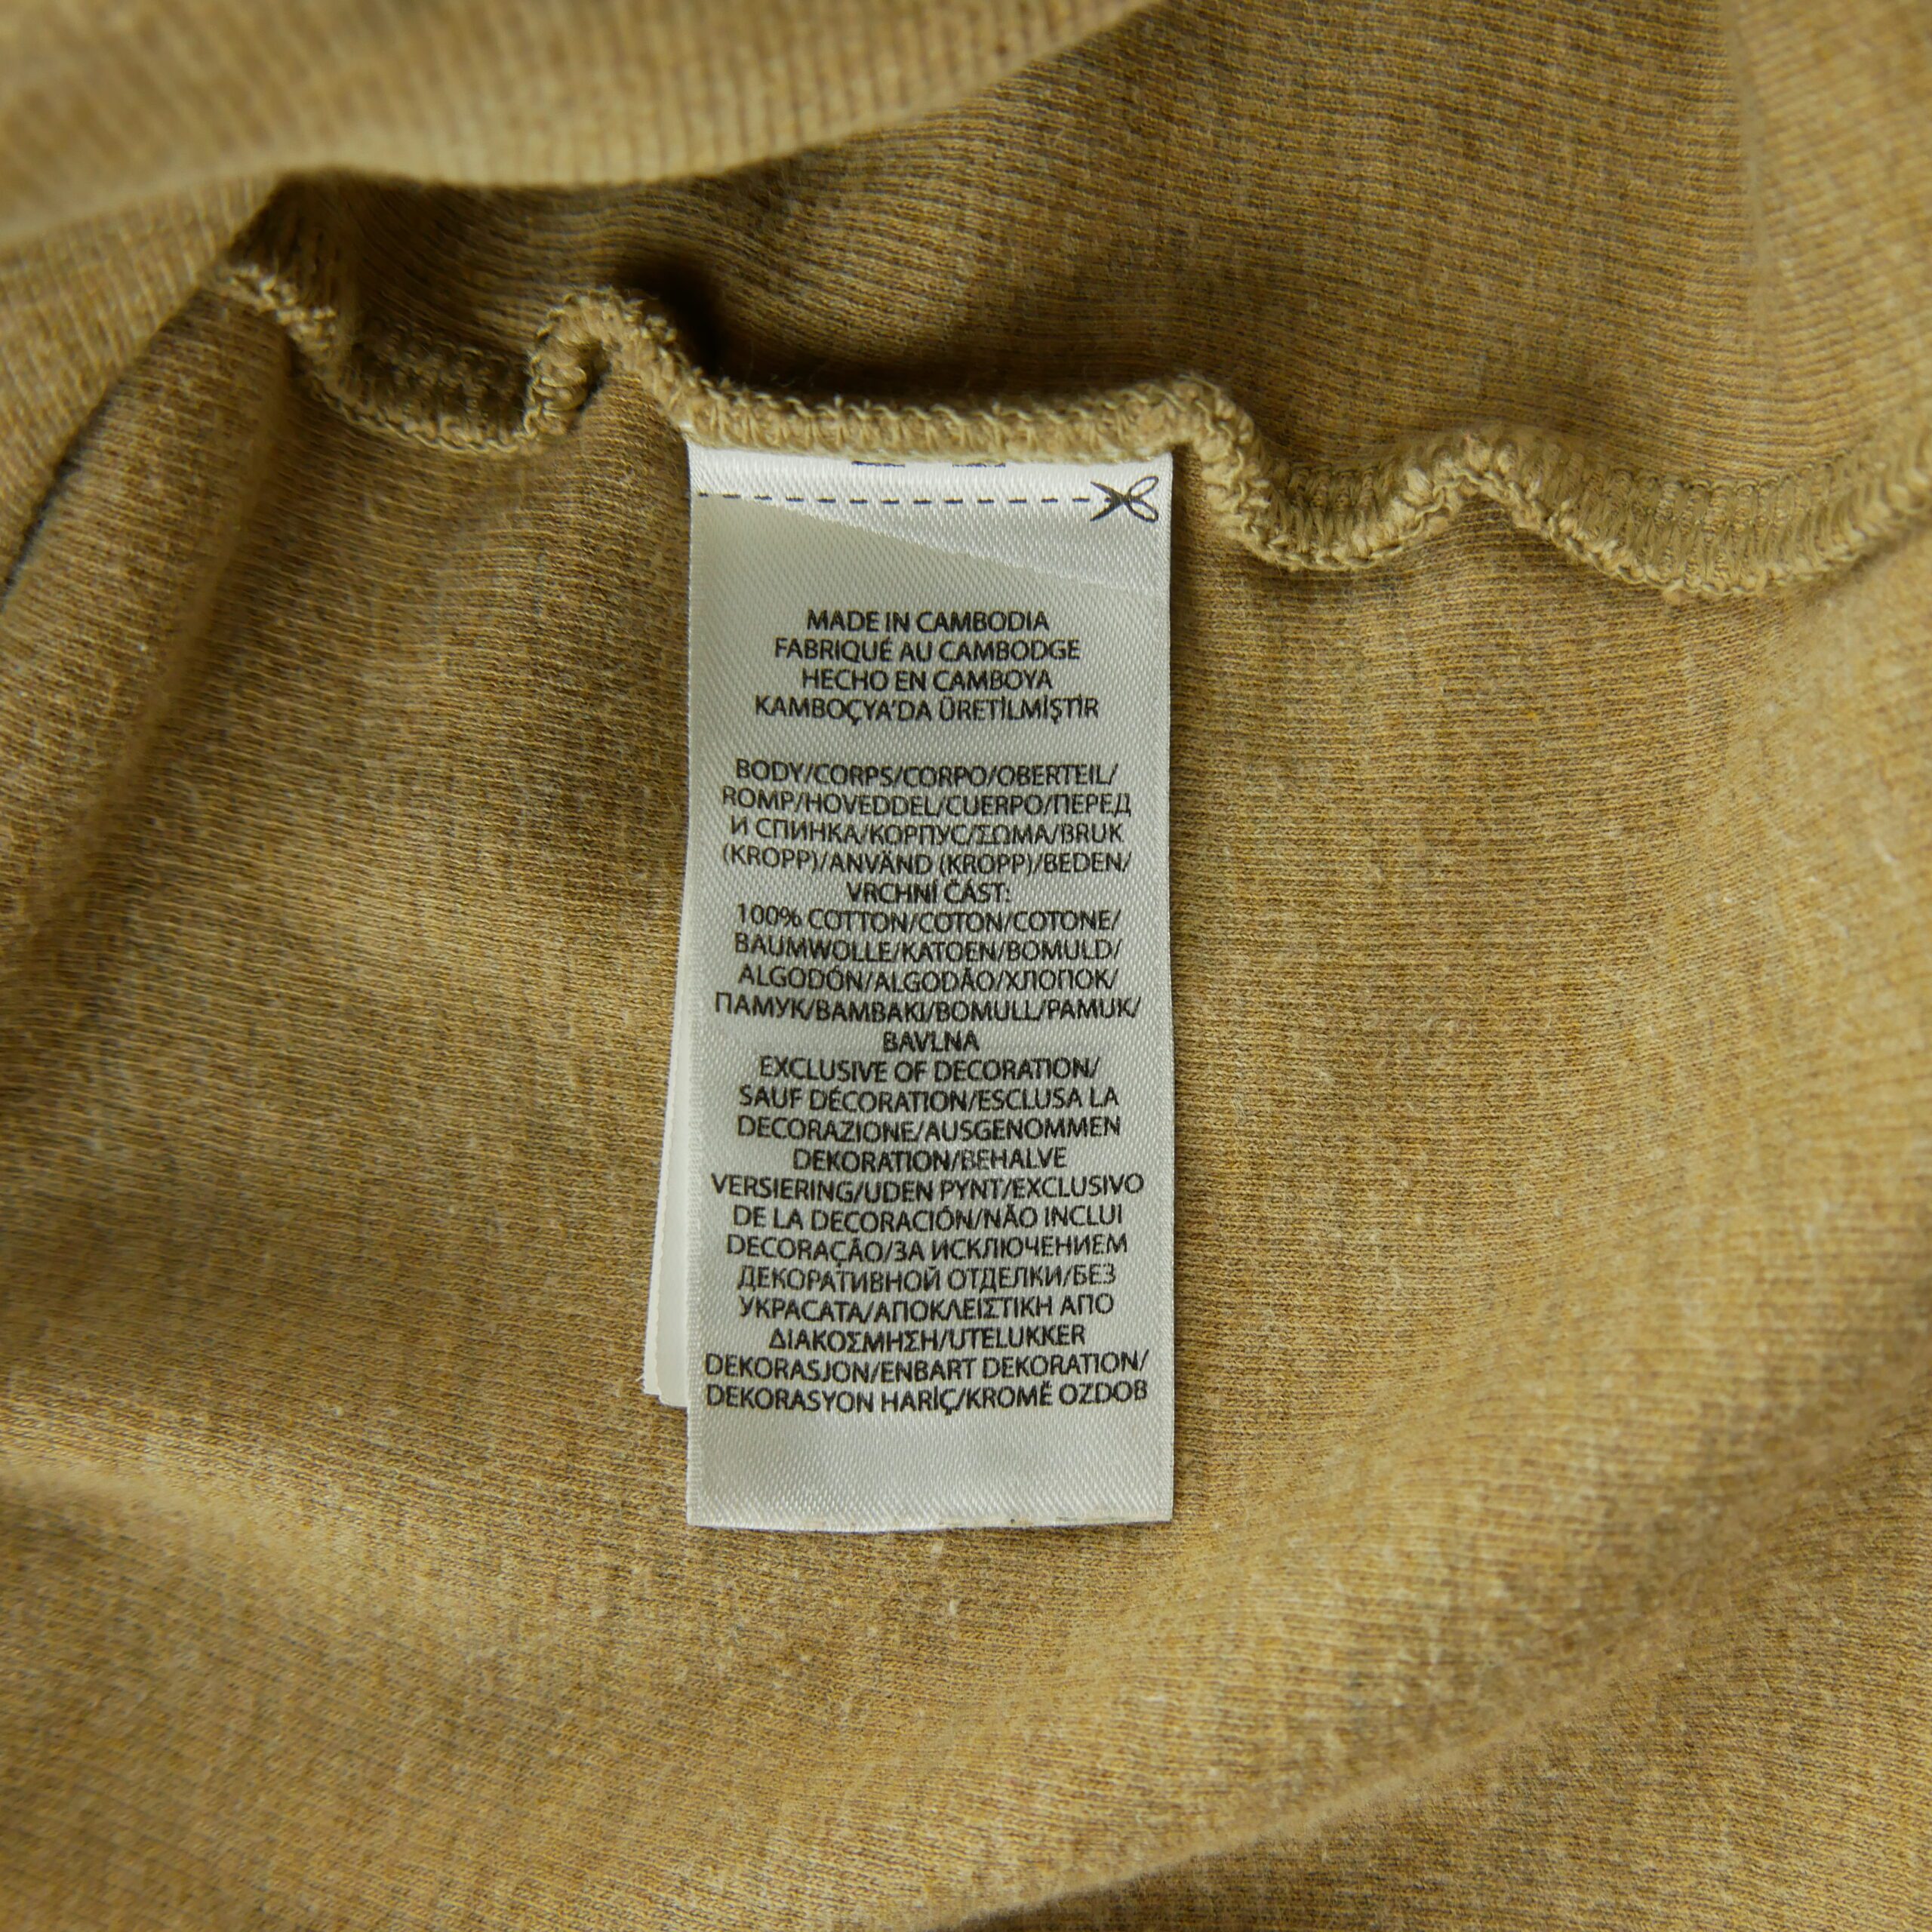 MADE IN CAMBODIA
FABRIQUÉ AU CAMBODGE
HECHO EN CAMBOYA
KAMBOÇYA'DA ÜRETİLMİŞTİR
BODY/CORPS/CORPO/OBERTEIL/
ROMP/HOVEDDEL/CUERPO/ПЕРЕД
И СПИНКА/КОРПУС/ΣΩΜΑ/BRUK
(KROPP)/ANVÄND (KROPP)/BEDEN/
VRCHNÍ ČÁST:
100% COTTON/COTON/COTONE/
BAUMWOLLE/KATOEN/BOMULD/
ALGODÓN/ALGODÃO/ХЛОПОК/
ПАМУК/ΒΑΜΒΑΚΙ/BOMULL/PAMUK/
BAVLNA
EXCLUSIVE OF DECORATION/
SAUF DÉCORATION/ESCLUSA LA
DECORAZIONE/AUSGENOMMEN
DEKORATION/BEHALVE
VERSIERING/UDEN PYNT/EXCLUSIVO
DE LA DECORACIÓN/NÃO INCLUI
DECORAÇÃO/ЗА ИСКЛЮЧЕНИЕМ
ДЕКОРАТИВНОЙ ОТДЕЛКИ/БЕЗ
УКРАСАТА/ΑΠΟΚΛΕΙΣΤΙΚΗ ΑΠΟ
ΔΙΑΚΟΣΜΗΣΗ/UTELUKKER
DEKORASJON/ENBART DEKORATION/
DEKORASYON HARİÇ/KROMĚ OZDOB